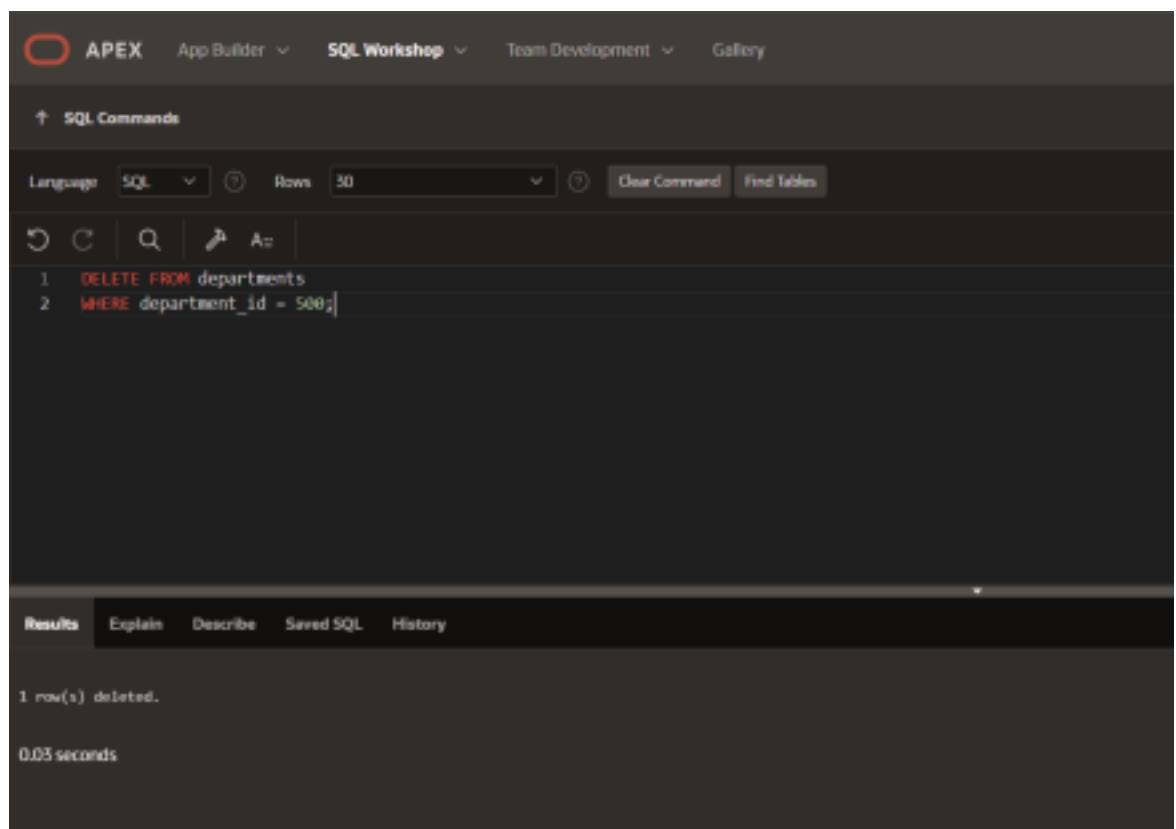 APEX App Builder SQL Workshop Team Development Gallery
↑ SQL Commands
Language SQL ? Rows 30 ? Clear Command Find Tables
A
1 DELETE FROM departments
2 WHERE department_id = 500;
Results Explain Describe Saved SQL History
1 row(s) deleted.
0.03 seconds